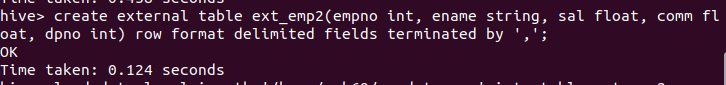 hive> create external table ext_emp2(empno int, ename string, sal float, comm fl
oat, dpno int) row format delimited fields terminated by ',';
OK
Time taken: 0.124 seconds